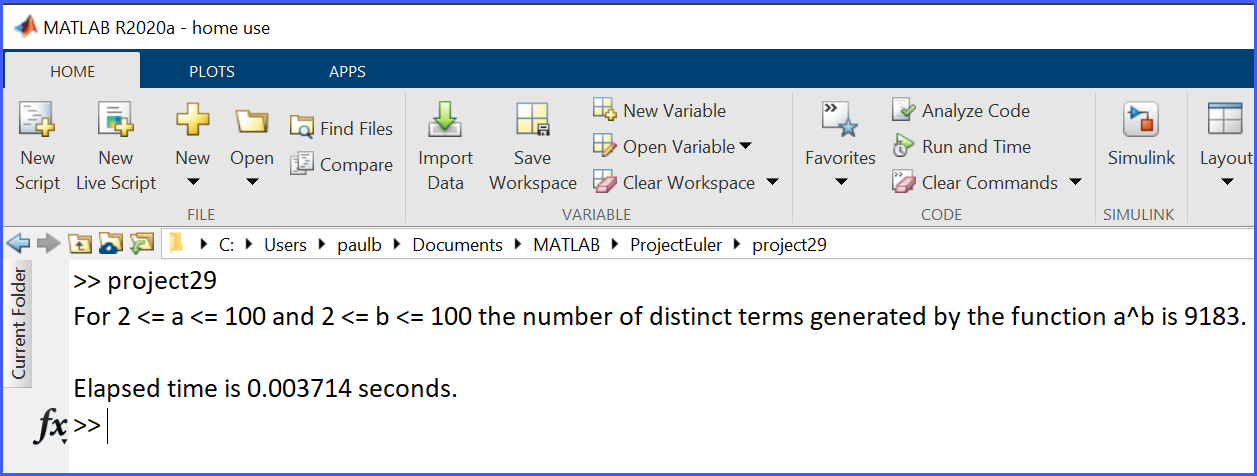 MATLAB R2020a - home use
HOME PLOTS APPS
New Script
New Live Script
New
Open
Find Files
Compare
Import Data
Save Workspace
New Variable
Open Variable
Clear Workspace
Favorites
Analyze Code
Run and Time
Clear Commands
Simulink
Layout
FILE VARIABLE CODE SIMULINK
C: Users paulb Documents MATLAB ProjectEuler project29
Current Folder
>> project29
For 2 <= a <= 100 and 2 <= b <= 100 the number of distinct terms generated by the function a^b is 9183.
Elapsed time is 0.003714 seconds.
fx >>